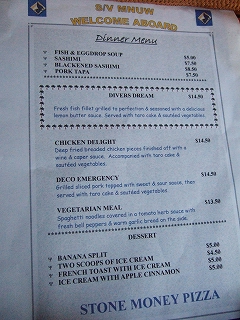 S/V MNUW
WELCOME ABOARD
Dinner Menu
FISH & EGGDROP SOUP $5.00
SASHIMI $7.50
BLACKENED SASHIMI $8.50
PORK TAPA $7.50
DIVERS DREAM $14.50
Fresh fish fillet grilled to perfection & seasoned with a delicious
lemon butter sauce. Served with taro cake & sautéed vegetables.
CHICKEN DELIGHT $14.50
Deep fried breaded chicken pieces finished off with a
wine & caper sauce. Accompanied with taro cake
& sautéed vegetables.
DECO EMERGENCY $14.50
Grilled sliced pork topped with sweet & sour sauce, then
served with taro cake & sautéed vegetables.
VEGETARIAN MEAL $13.50
Spaghetti noodles covered in a tomato herb sauce with
fresh bell peppers & warm garlic bread on the side.
DESSERT
BANANA SPLIT $5.00
TWO SCOOPS OF ICE CREAM $4.50
FRENCH TOAST WITH ICE CREAM $5.00
ICE CREAM WITH APPLE CINNAMON $5.00
STONE MONEY PIZZA